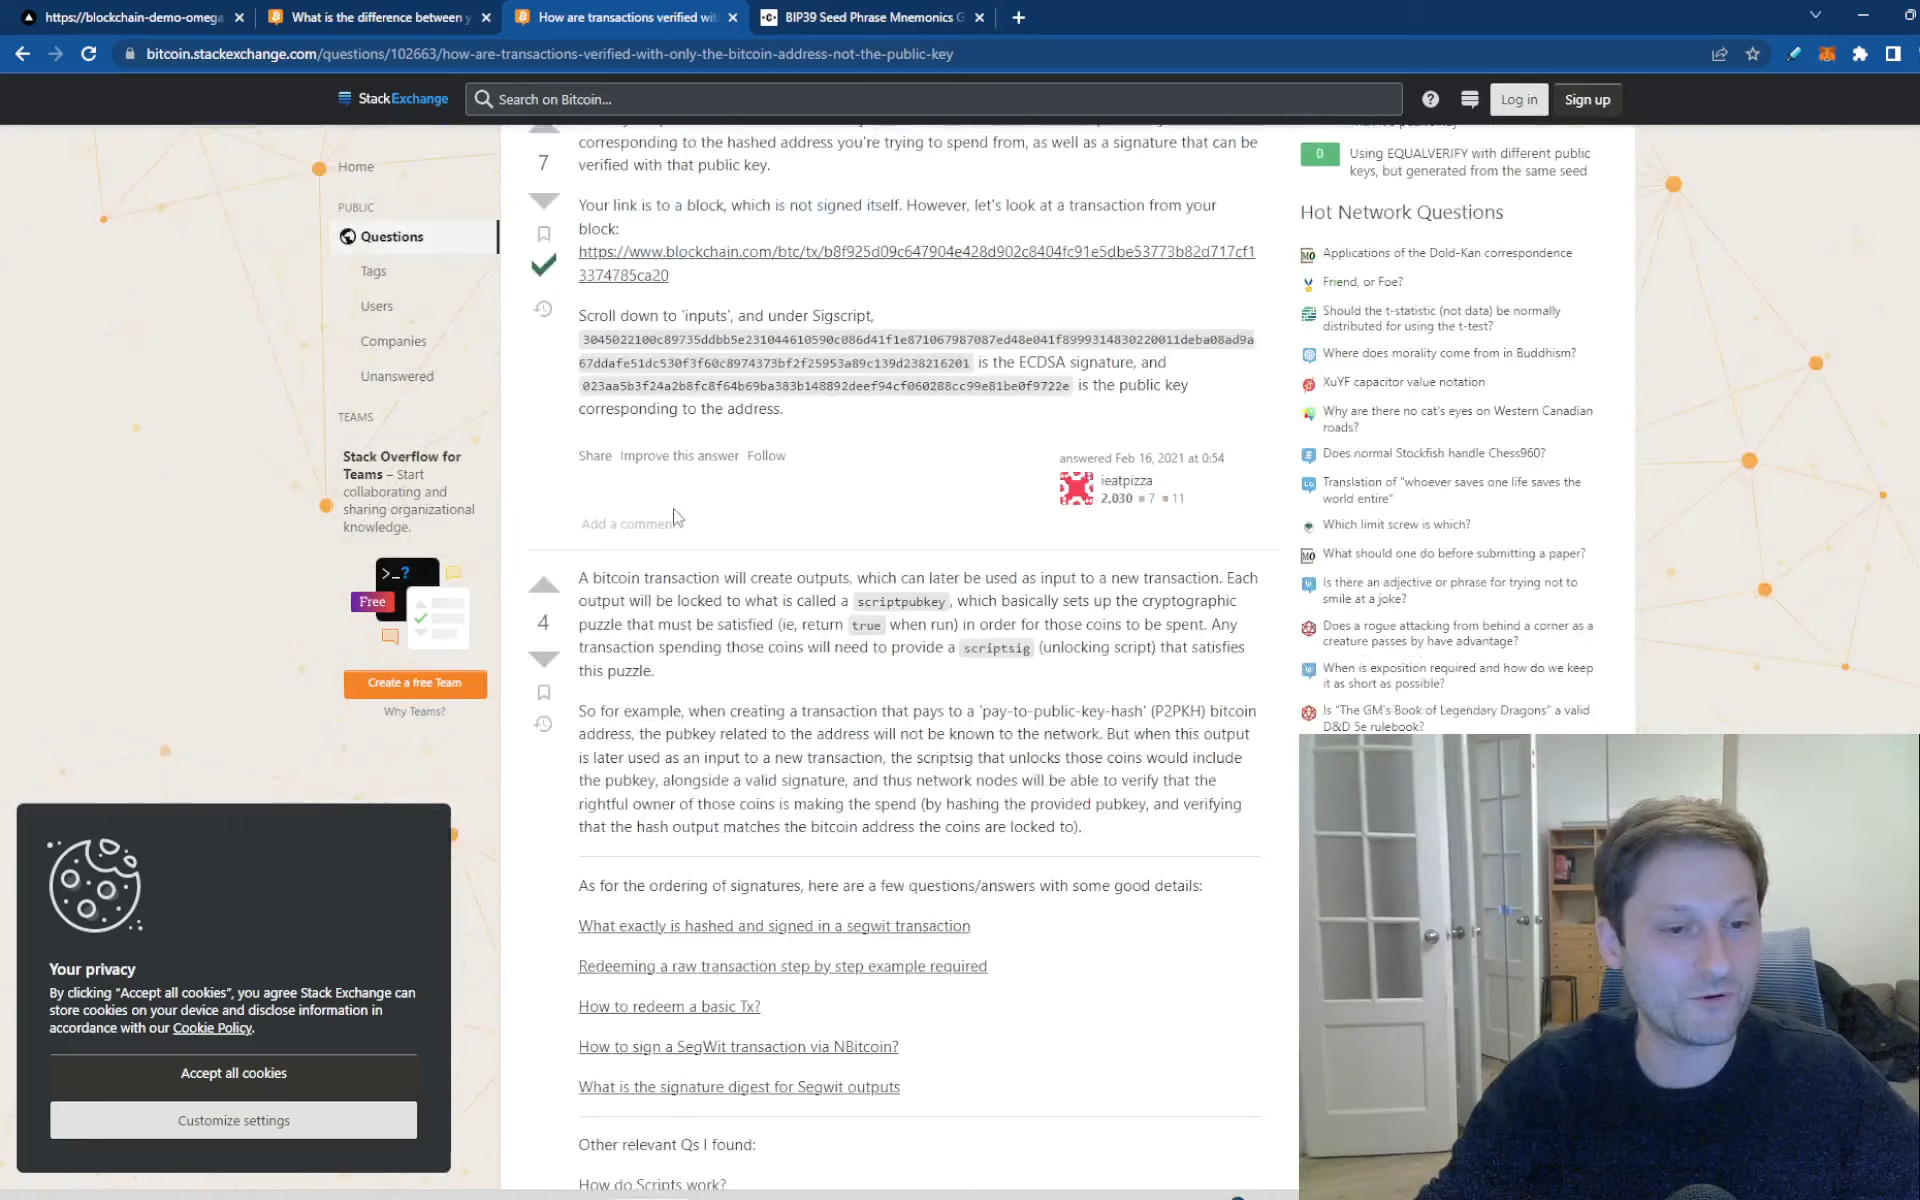 https://blockchain-demo-omega
What is the difference between y
How are transactions verified wit
BIP39 Seed Phrase Mnemonics G
bitcoin.stackexchange.com/questions/102663/how-are-transactions-verified-with-only-the-bitcoin-address-not-the-public-key
StackExchange
Search on Bitcoin...
Log in
Sign up
Home
PUBLIC
Questions
Tags
Users
Companies
Unanswered
TEAMS
Stack Overflow for
Teams – Start
collaborating and
sharing organizational
knowledge.
>_?
Free
Create a free Team
Why Teams?
corresponding to the hashed address you're trying to spend from, as well as a signature that can be
verified with that public key.
7
Your link is to a block, which is not signed itself. However, let's look at a transaction from your
block:
https://www.blockchain.com/btc/tx/b8f925d09c647904e428d902c8404fc91e5dbe53773b82d717cf1
3374785ca20
Scroll down to 'inputs', and under Sigscript,
3045022100c89735ddbb5e231044610590c086d41f1e871067987087ed48e041f8999314830220011deba08ad9a
67ddafe51dc530f3f60c8974373bf2f25953a89c139d238216201 is the ECDSA signature, and
023aa5b3f24a2b8fc8f64b69ba383b148892deef94cf060288cc99e81be0f9722e is the public key
corresponding to the address.
Share Improve this answer Follow
answered Feb 16, 2021 at 0:54
ieatpizza
2,030 7 11
Add a comment
4
A bitcoin transaction will create outputs, which can later be used as input to a new transaction. Each
output will be locked to what is called a scriptpubkey, which basically sets up the cryptographic
puzzle that must be satisfied (ie, return true when run) in order for those coins to be spent. Any
transaction spending those coins will need to provide a scriptsig (unlocking script) that satisfies
this puzzle.
So for example, when creating a transaction that pays to a 'pay-to-public-key-hash' (P2PKH) bitcoin
address, the pubkey related to the address will not be known to the network. But when this output
is later used as an input to a new transaction, the scriptsig that unlocks those coins would include
the pubkey, alongside a valid signature, and thus network nodes will be able to verify that the
rightful owner of those coins is making the spend (by hashing the provided pubkey, and verifying
that the hash output matches the bitcoin address the coins are locked to).
As for the ordering of signatures, here are a few questions/answers with some good details:
What exactly is hashed and signed in a segwit transaction
Redeeming a raw transaction step by step example required
How to redeem a basic Tx?
How to sign a SegWit transaction via NBitcoin?
What is the signature digest for Segwit outputs
Other relevant Qs I found:
How do Scripts work?
0
Using EQUALVERIFY with different public
keys, but generated from the same seed
Hot Network Questions
Applications of the Dold-Kan correspondence
Friend, or Foe?
Should the t-statistic (not data) be normally
distributed for using the t-test?
Where does morality come from in Buddhism?
XuYF capacitor value notation
Why are there no cat's eyes on Western Canadian
roads?
Does normal Stockfish handle Chess960?
Translation of "whoever saves one life saves the
world entire"
Which limit screw is which?
What should one do before submitting a paper?
Is there an adjective or phrase for trying not to
smile at a joke?
Does a rogue attacking from behind a corner as a
creature passes by have advantage?
When is exposition required and how do we keep
it as short as possible?
Is "The GM's Book of Legendary Dragons" a valid
D&D 5e rulebook?
Your privacy
By clicking "Accept all cookies", you agree Stack Exchange can
store cookies on your device and disclose information in
accordance with our Cookie Policy.
Accept all cookies
Customize settings